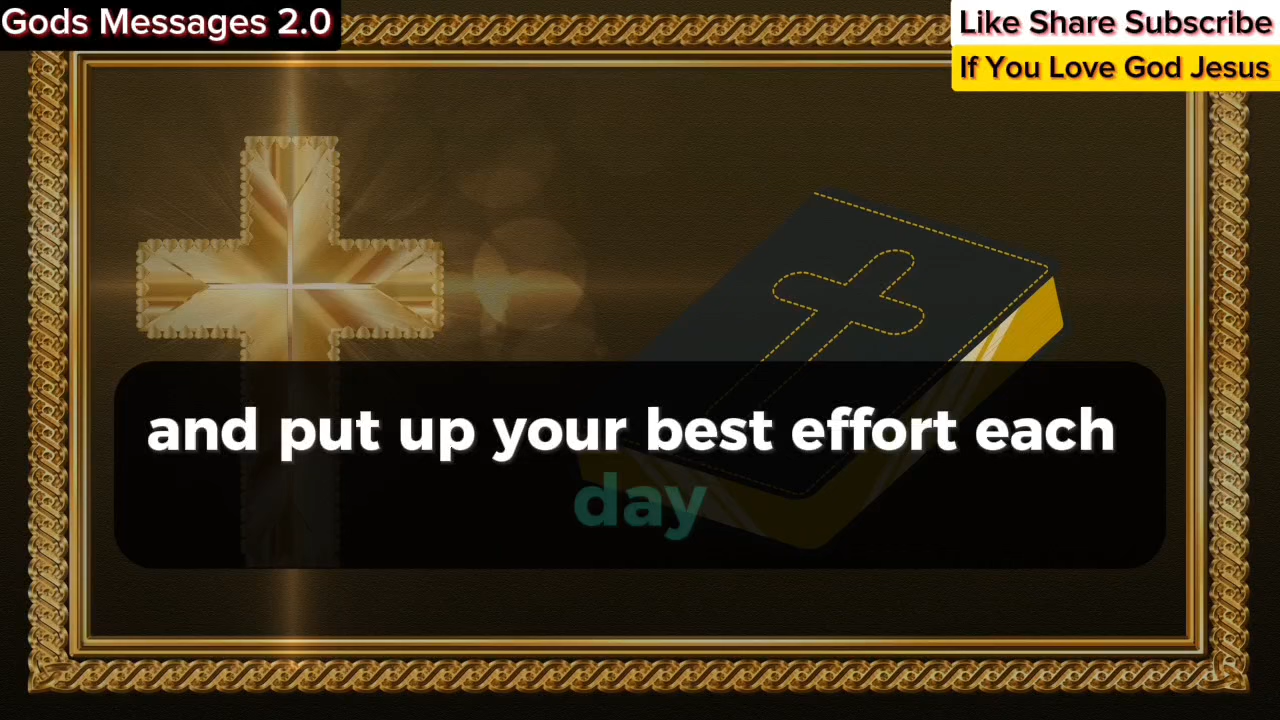 Gods Messages 2.0
Like Share Subscribe
If You Love God Jesus
and put up your best effort each
day